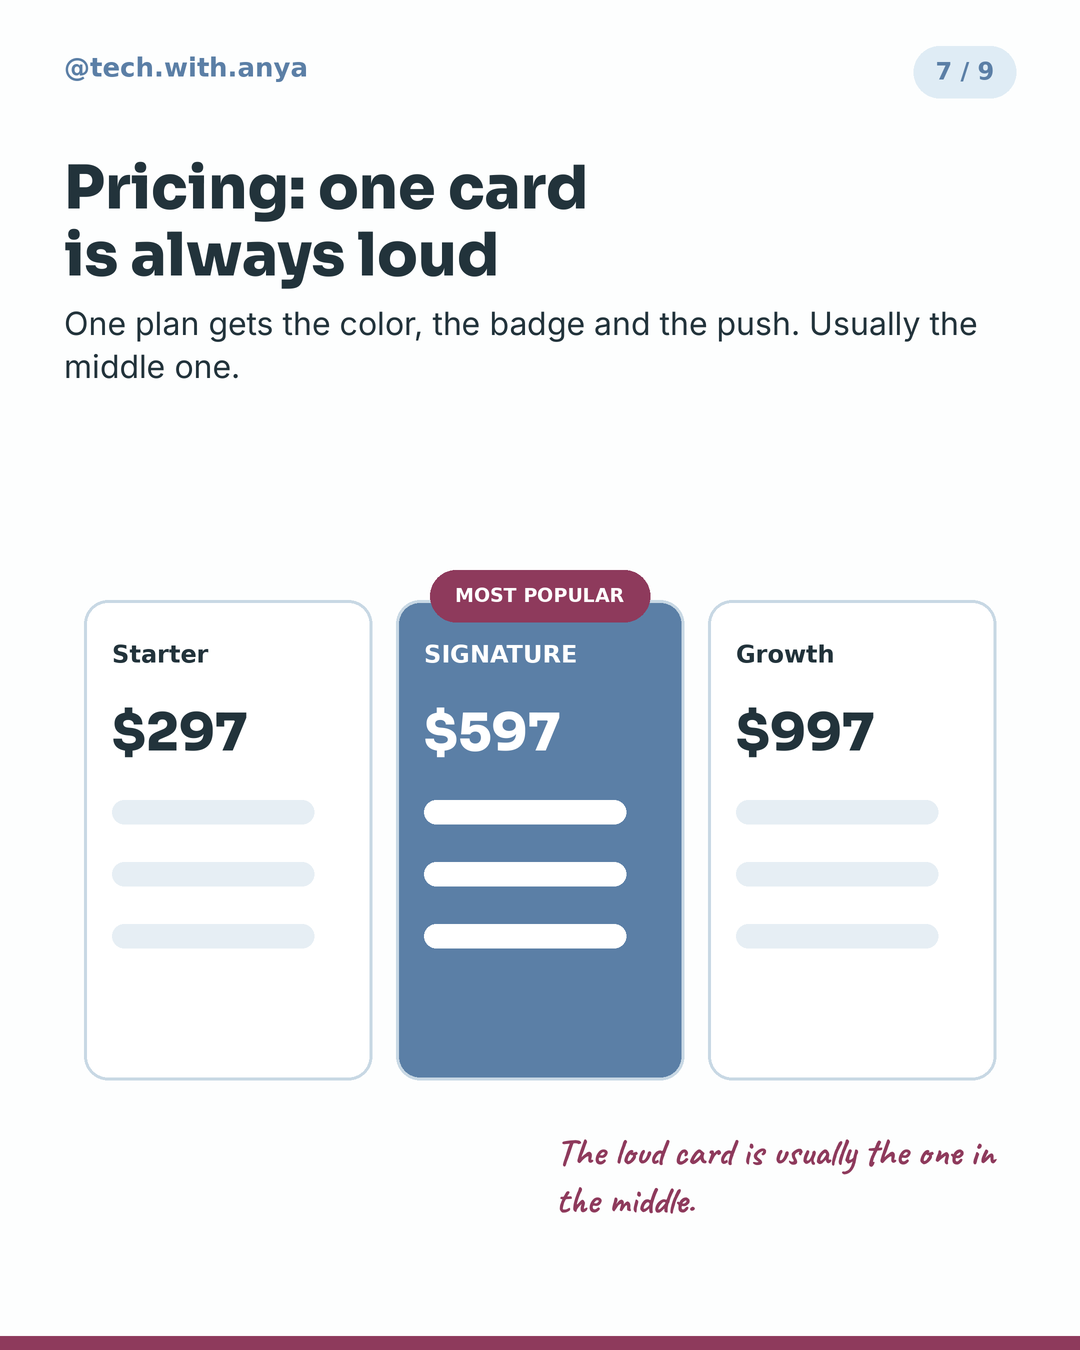 @tech.with.anya
7 / 9
Pricing: one card
is always loud
One plan gets the color, the badge and the push. Usually the
middle one.
MOST POPULAR
Starter
$297
SIGNATURE
$597
Growth
$997
The loud card is usually the one in
the middle.